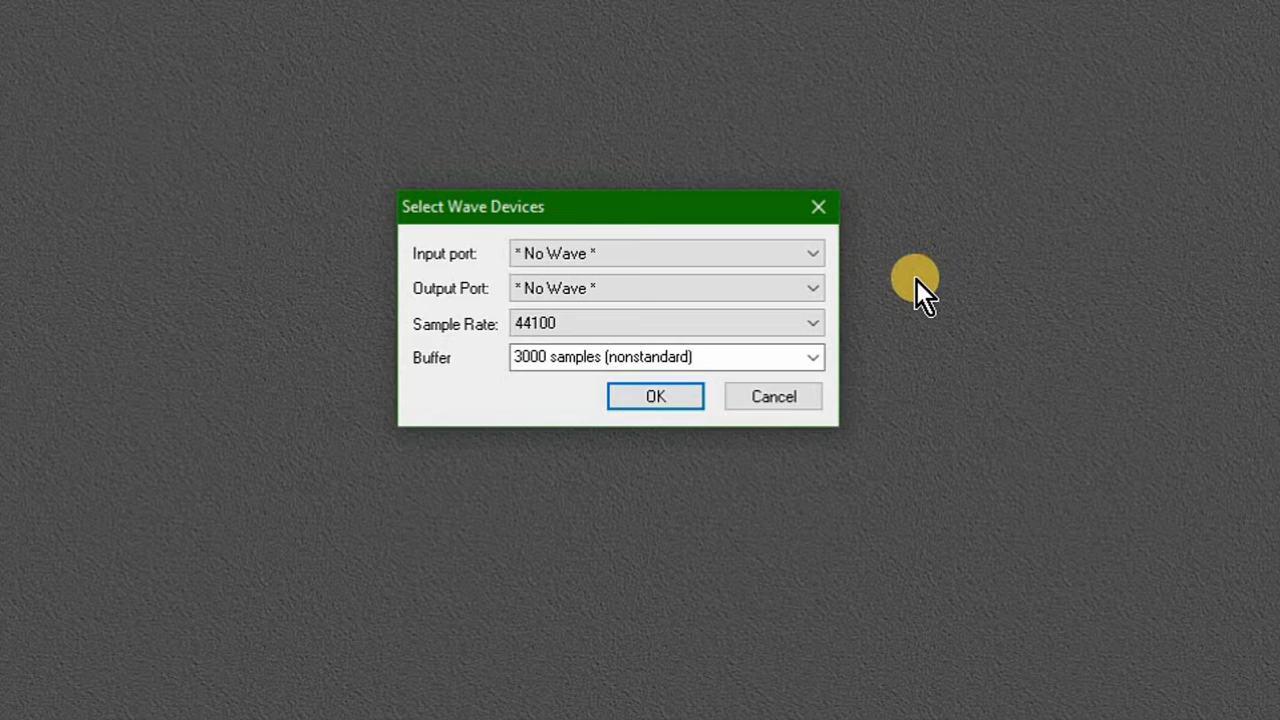 Select Wave Devices
Input port: * No Wave *
Output Port: * No Wave *
Sample Rate: 44100
Buffer 3000 samples (nonstandard)
OK Cancel